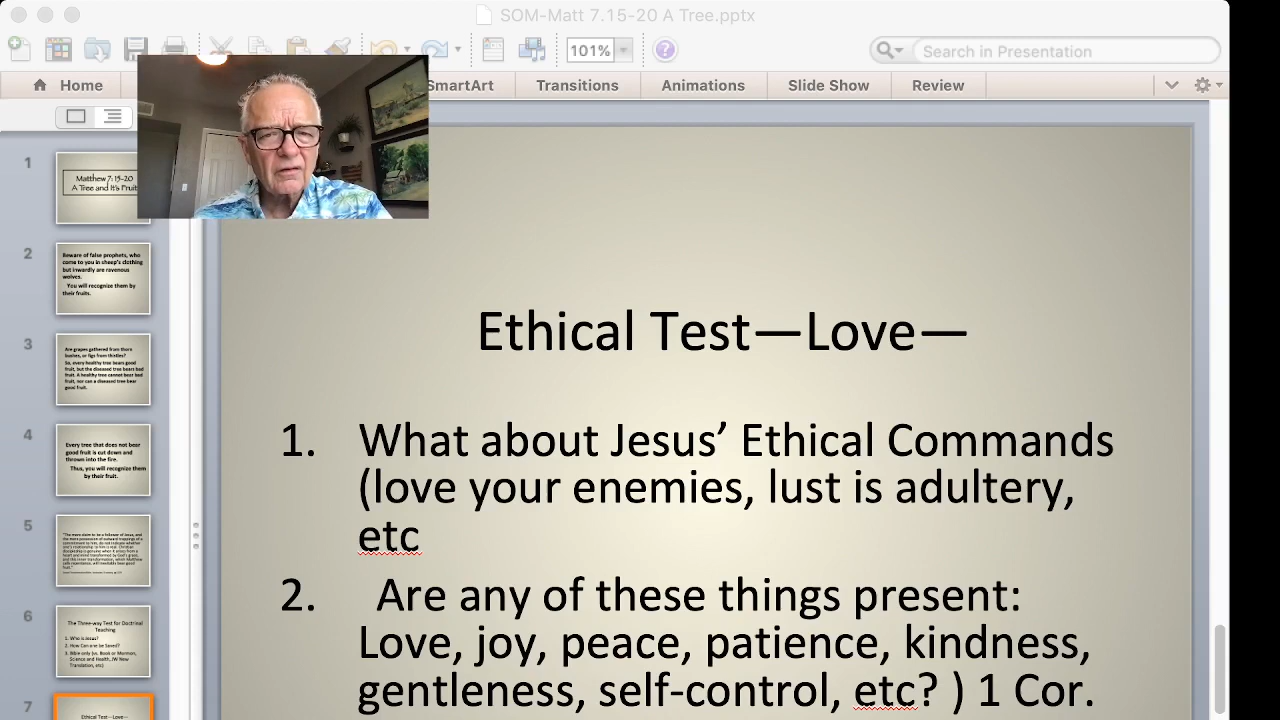 SOM-Matt 7.15-20 A Tree.pptx
101%
Search in Presentation
Home
SmartArt
Transitions
Animations
Slide Show
Review
1
Matthew 7: 15-20
A Tree and It's Fruit
2
Beware of false prophets, who
come to you in sheep's clothing
but inwardly are ravenous
wolves.
You will recognize them by
their fruits.
3
Are grapes gathered from thorn
bushes, or figs from thistles?
So, every healthy tree bears good
fruit, but the diseased tree bears bad
fruit. A healthy tree cannot bear bad
fruit, nor can a diseased tree bear
good fruit.
4
Every tree that does not bear
good fruit is cut down and
thrown into the fire.
Thus, you will recognize them
by their fruit.
5
6
The Three-way Test for Doctrinal
Teaching
1. Who is Jesus?
2. How Can one be Saved?
3. Bible only (vs. Book or Mormon,
Science and Health, JW New
Translation, etc)
7
Ethical Test—Love—
Ethical Test—Love—
1. What about Jesus’ Ethical Commands
(love your enemies, lust is adultery,
etc
2. Are any of these things present:
Love, joy, peace, patience, kindness,
gentleness, self-control, etc? ) 1 Cor.